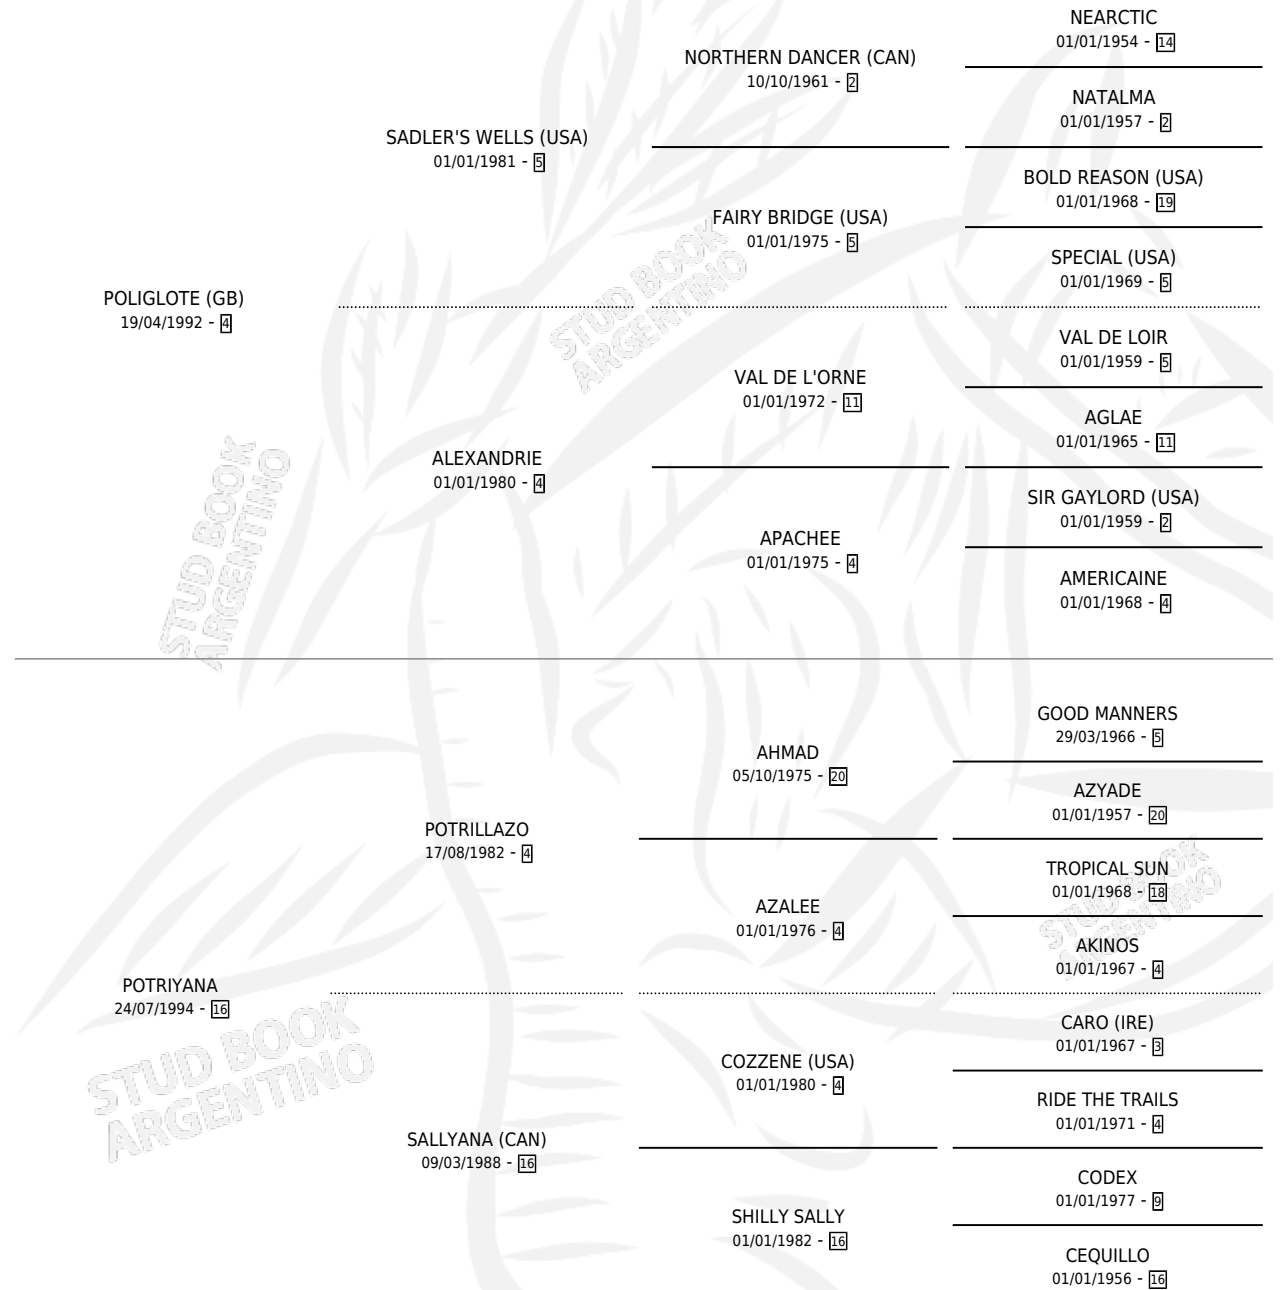 NEARCTIC
01/01/1954 - 14
NORTHERN DANCER (CAN)
10/10/1961 - 2
NATALMA
01/01/1957 - 2
SADLER'S WELLS (USA)
01/01/1981 - 5
BOLD REASON (USA)
01/01/1968 - 19
FAIRY BRIDGE (USA)
01/01/1975 - 5
SPECIAL (USA)
01/01/1969 - 5
STUD BOOK
ARGENTINO
POLIGLOTE (GB)
19/04/1992 - 4
VAL DE LOIR
01/01/1959 - 5
VAL DE L'ORNE
01/01/1972 - 11
AGLAE
01/01/1965 - 11
ALEXANDRIE
01/01/1980 - 4
SIR GAYLORD (USA)
01/01/1959 - 2
APACHEE
01/01/1975 - 4
AMERICAINE
01/01/1968 - 4
STUD BOOK
ARGENTINO
GOOD MANNERS
29/03/1966 - 5
AHMAD
05/10/1975 - 20
AZYADE
01/01/1957 - 20
POTRILLAZO
17/08/1982 - 4
TROPICAL SUN
01/01/1968 - 18
AZALEE
01/01/1976 - 4
STUD BOOK
ARGENTINO
AKINOS
01/01/1967 - 4
POTRIYANA
24/07/1994 - 16
CARO (IRE)
01/01/1967 - 3
COZZENE (USA)
01/01/1980 - 4
STUD BOOK
ARGENTINO
RIDE THE TRAILS
01/01/1971 - 4
SALLYANA (CAN)
09/03/1988 - 16
CODEX
01/01/1977 - 9
SHILLY SALLY
01/01/1982 - 16
CEQUILLO
01/01/1956 - 16